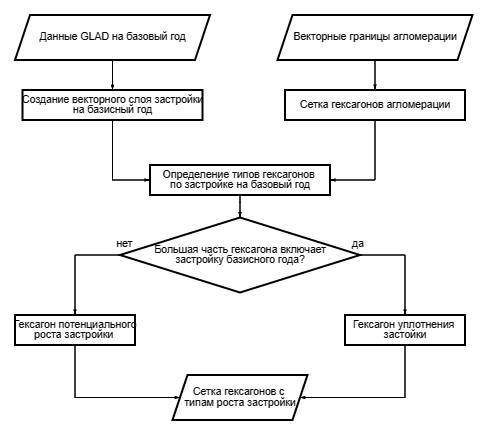 Данные GLAD на базовый год
Векторные границы агломерации
Создание векторного слоя застройки
на базисный год
Сетка гексагонов агломерации
Определение типов гексагонов
по застройке на базовый год
нет
Большая часть гексагона включает
застройку базисного года?
да
Гексагон потенциального
роста застройки
Гексагон уплотнения
застойки
Сетка гексагонов с
типам роста застройки